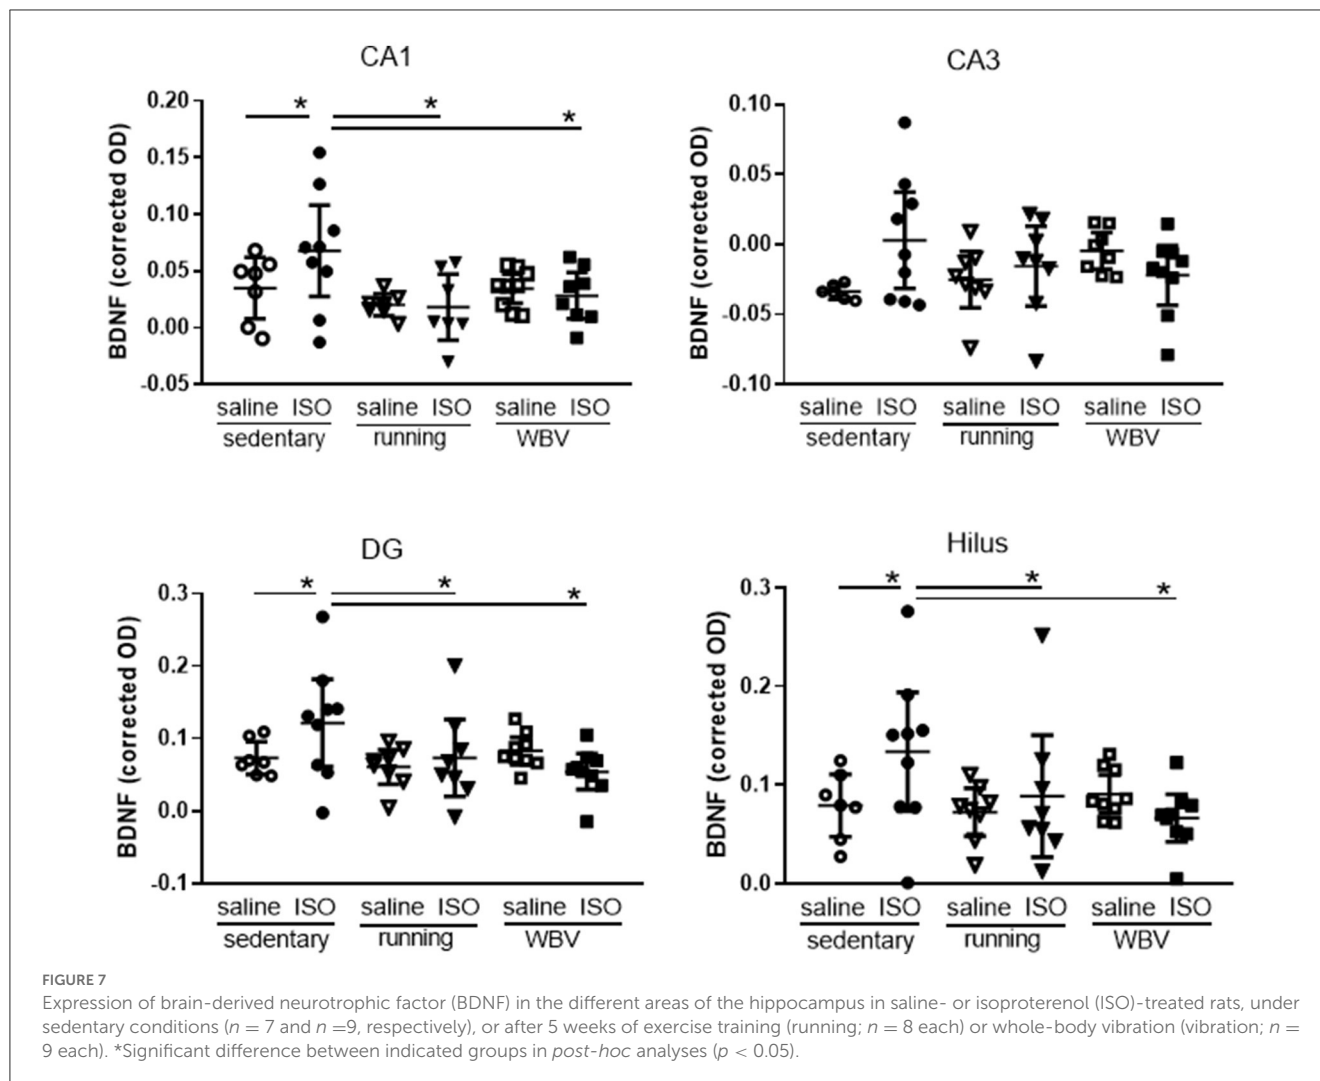 CA1
BDNF (corrected OD)
0.20
0.15
0.10
0.05
0.00
-0.05
* * *
saline ISO saline ISO saline ISO
sedentary running WBV
CA3
BDNF (corrected OD)
0.10
0.05
0.00
-0.05
-0.10
saline ISO saline ISO saline ISO
sedentary running WBV
DG
BDNF (corrected OD)
0.3
0.2
0.1
0.0
-0.1
* * *
saline ISO saline ISO saline ISO
sedentary running WBV
Hilus
BDNF (corrected OD)
0.3
0.2
0.1
0.0
* * *
saline ISO saline ISO saline ISO
sedentary running WBV
FIGURE 7
Expression of brain-derived neurotrophic factor (BDNF) in the different areas of the hippocampus in saline- or isoproterenol (ISO)-treated rats, under
sedentary conditions (n = 7 and n =9, respectively), or after 5 weeks of exercise training (running; n = 8 each) or whole-body vibration (vibration; n =
9 each). *Significant difference between indicated groups in post-hoc analyses (p < 0.05).